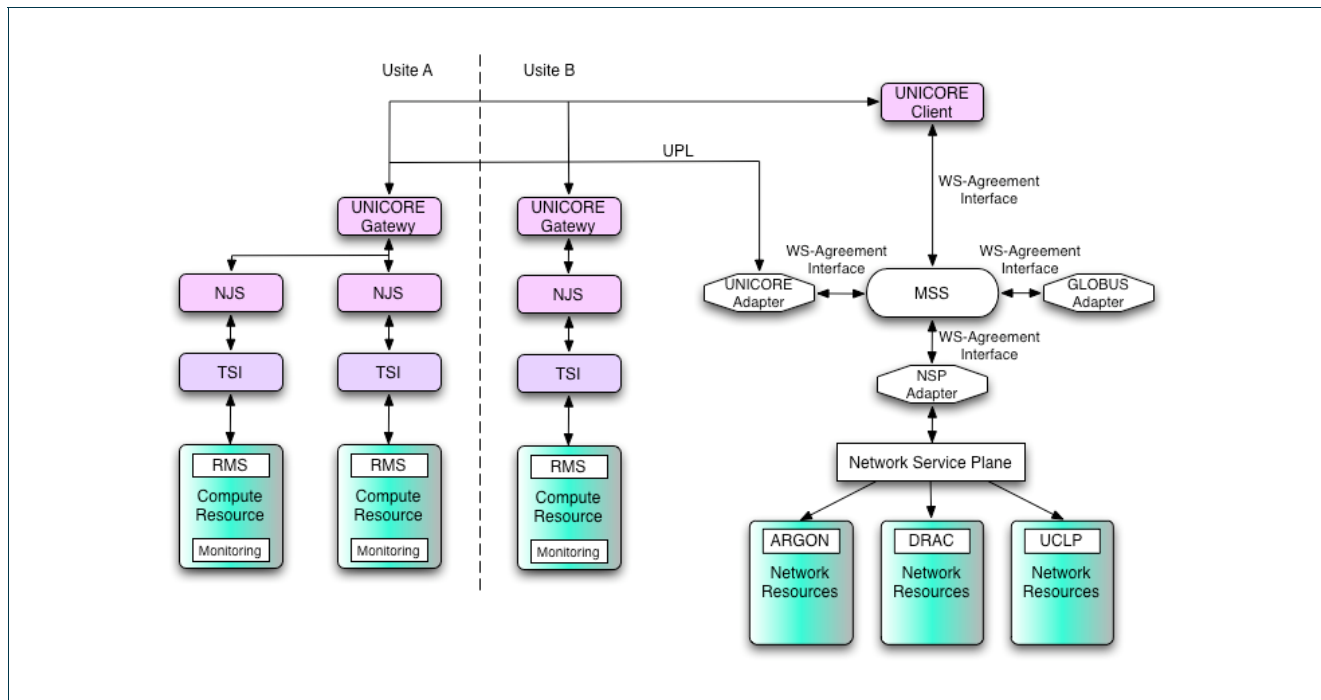 Usite A
Usite B
UNICORE
Client
UPL
WS-Agreement
Interface
UNICORE
Gatewy
UNICORE
Gatewy
WS-Agreement
Interface
WS-Agreement
Interface
NJS
NJS
NJS
UNICORE
Adapter
MSS
GLOBUS
Adapter
WS-Agreement
Interface
TSI
TSI
TSI
NSP
Adapter
RMS
Compute
Resource
Monitoring
RMS
Compute
Resource
Monitoring
RMS
Compute
Resource
Monitoring
Network Service Plane
ARGON
Network
Resources
DRAC
Network
Resources
UCLP
Network
Resources